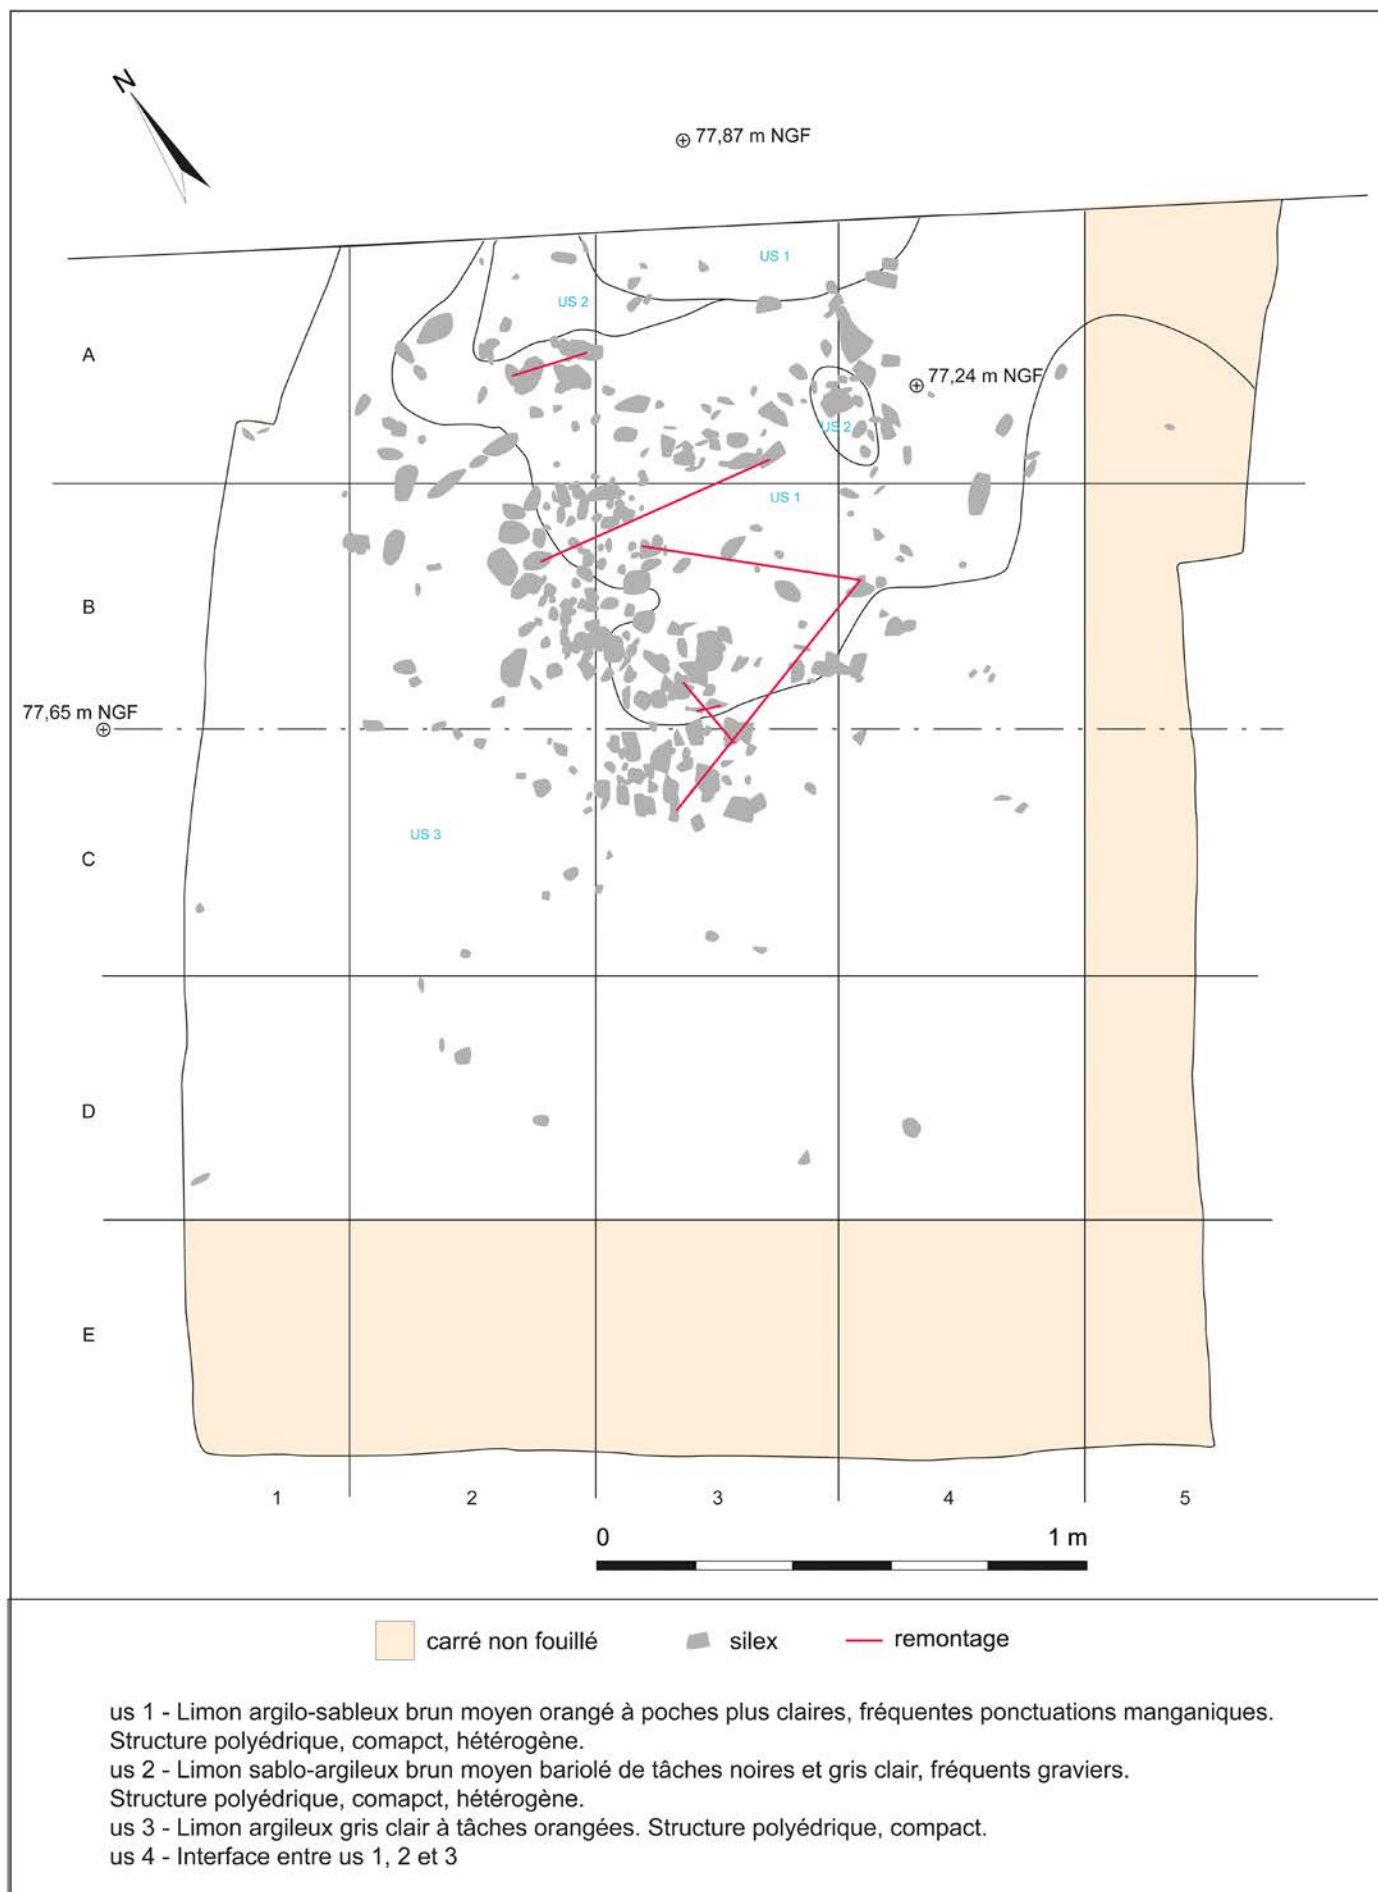 N
77,87 m NGF
US 1
US 2
A
77,24 m NGF
US 2
US 1
B
77,65 m NGF
US 3
C
D
E
1 2 3 4 5
0 1 m
carré non fouillé silex remontage
us 1 - Limon argilo-sableux brun moyen orangé à poches plus claires, fréquentes ponctuations manganiques.
Structure polyédrique, comapct, hétérogène.
us 2 - Limon sablo-argileux brun moyen bariolé de tâches noires et gris clair, fréquents graviers.
Structure polyédrique, comapct, hétérogène.
us 3 - Limon argileux gris clair à tâches orangées. Structure polyédrique, compact.
us 4 - Interface entre us 1, 2 et 3